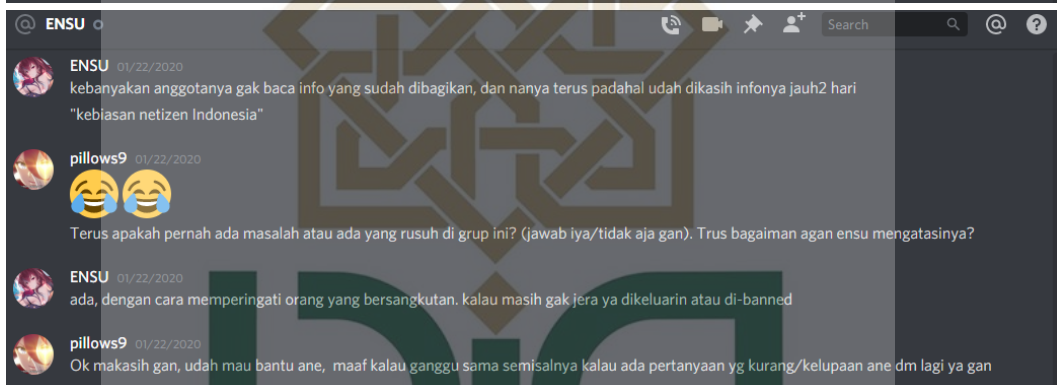 @ ENSU
Search
ENSU 01/22/2020
kebanyakan anggotanya gak baca info yang sudah dibagikan, dan nanya terus padahal udah dikasih infonya jauh2 hari
"kebiasan netizen Indonesia"
pillows9 01/22/2020
😂😂
Terus apakah pernah ada masalah atau ada yang rusuh di grup ini? (jawab iya/tidak aja gan). Trus bagaiman agan ensu mengatasinya?
ENSU 01/22/2020
ada, dengan cara memperingati orang yang bersangkutan. kalau masih gak jera ya dikeluarin atau di-banned
pillows9 01/22/2020
Ok makasih gan, udah mau bantu ane, maaf kalau ganggu sama semisalnya kalau ada pertanyaan yg kurang/kelupaan ane dm lagi ya gan